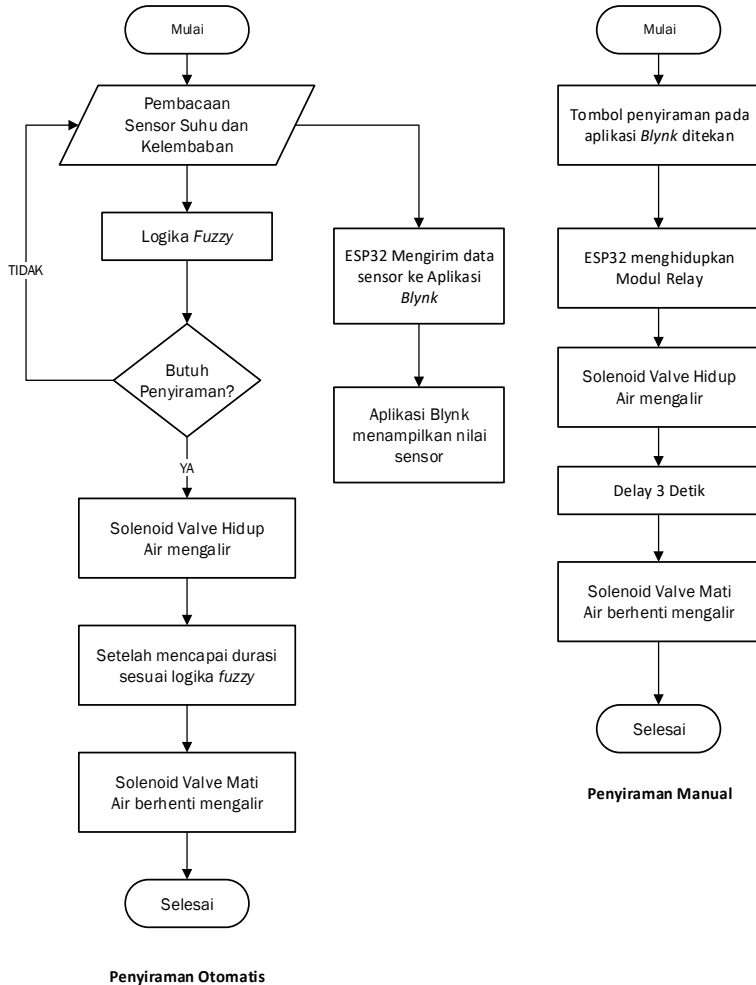 Mulai
Pembacaan
Sensor Suhu dan
Kelembaban
Logika Fuzzy
TIDAK
Butuh
Penyiraman?
YA
Solenoid Valve Hidup
Air mengalir
Setelah mencapai durasi
sesuai logika fuzzy
Solenoid Valve Mati
Air berhenti mengalir
Selesai
Penyiraman Otomatis
ESP32 Mengirim data
sensor ke Aplikasi
Blynk
Aplikasi Blynk
menampilkan nilai
sensor
Mulai
Tombol penyiraman pada
aplikasi Blynk ditekan
ESP32 menghidupkan
Modul Relay
Solenoid Valve Hidup
Air mengalir
Delay 3 Detik
Solenoid Valve Mati
Air berhenti mengalir
Selesai
Penyiraman Manual